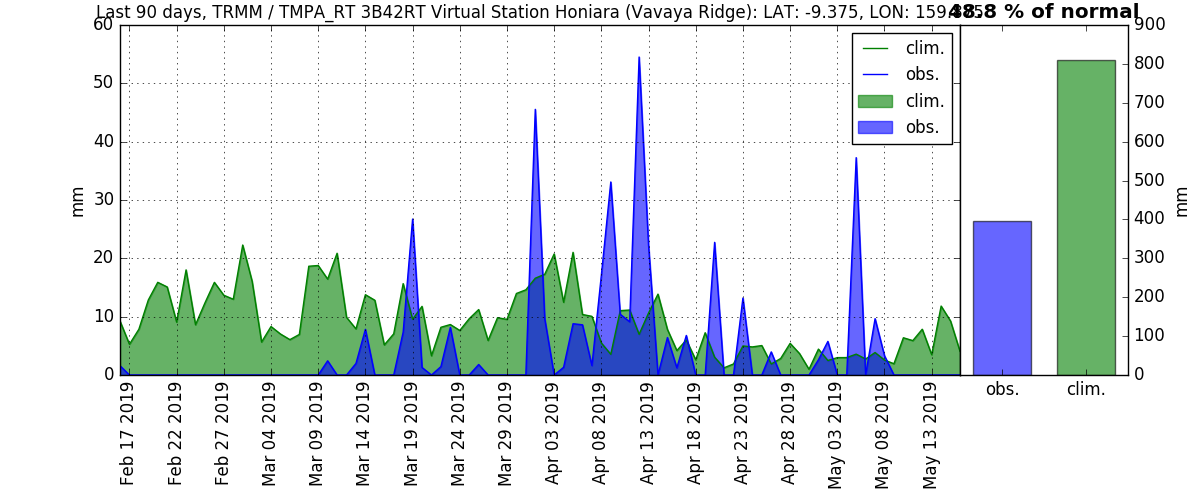 Last 90 days, TRMM / TMPA_RT 3B42RT Virtual Station Honiara (Vavaya Ridge): LAT: -9.375, LON:
48.8 % of normal
clim.
obs.
clim.
obs.
60
50
40
30
20
10
0
mm
Feb 17 2019
Feb 22 2019
Feb 27 2019
Mar 04 2019
Mar 09 2019
Mar 14 2019
Mar 19 2019
Mar 24 2019
Mar 29 2019
Apr 03 2019
Apr 08 2019
Apr 13 2019
Apr 18 2019
Apr 23 2019
Apr 28 2019
May 03 2019
May 08 2019
May 13 2019
900
800
700
600
500
400
300
200
100
0
mm
obs.
clim.